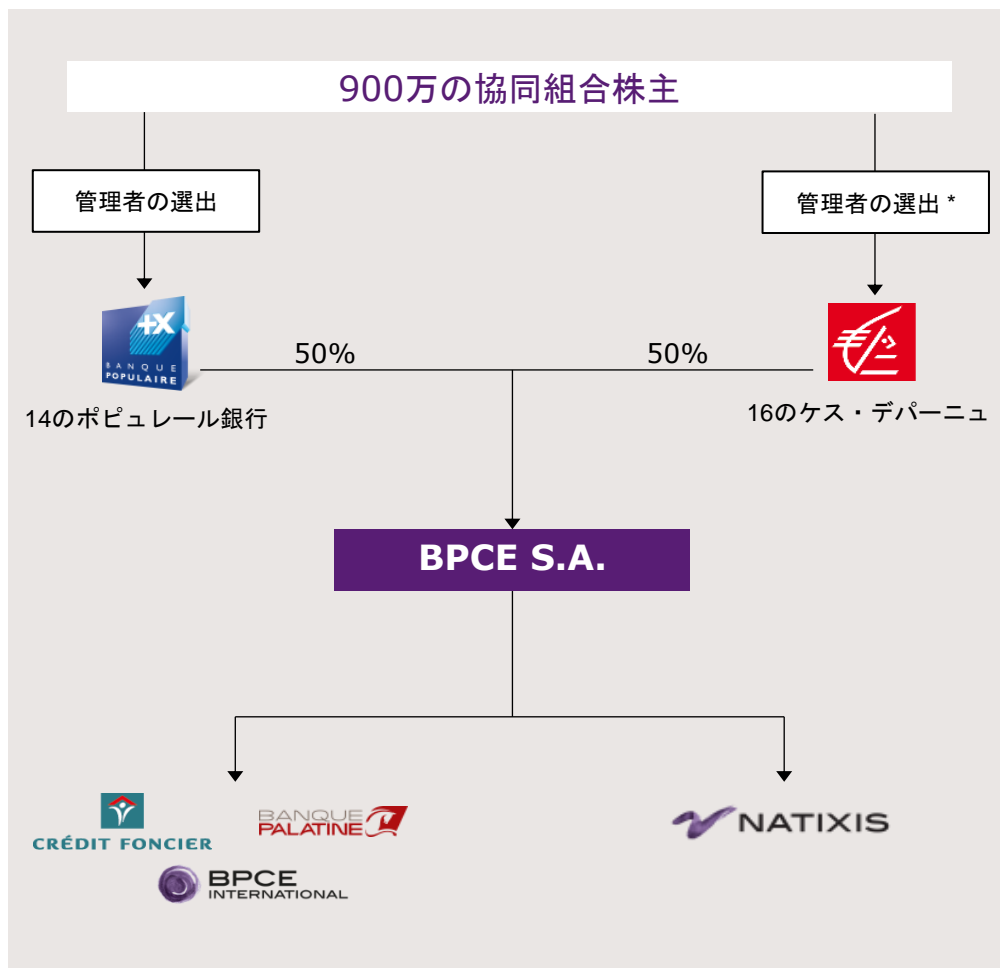 900万の協同組合株主
管理者の選出
管理者の選出 *
+X
BANQUE
POPULAIRE
50%
50%
14のポピュレール銀行
16のケス・デパーニュ
BPCE S.A.
CRÉDIT FONCIER
BANQUE
PALATINE
BPCE
INTERNATIONAL
NATIXIS